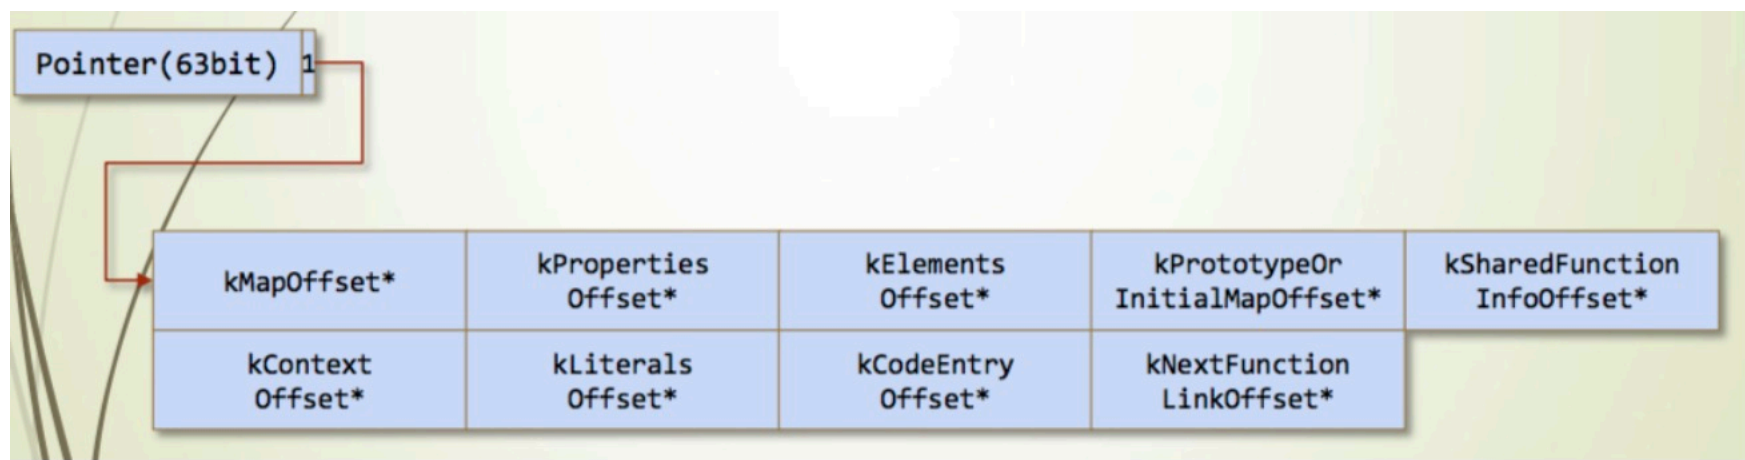 Pointer(63bit) 1
kMapOffset*
kProperties
Offset*
kElements
Offset*
kPrototypeOr
InitialMapOffset*
kSharedFunction
InfoOffset*
kContext
Offset*
kLiterals
Offset*
kCodeEntry
Offset*
kNextFunction
LinkOffset*